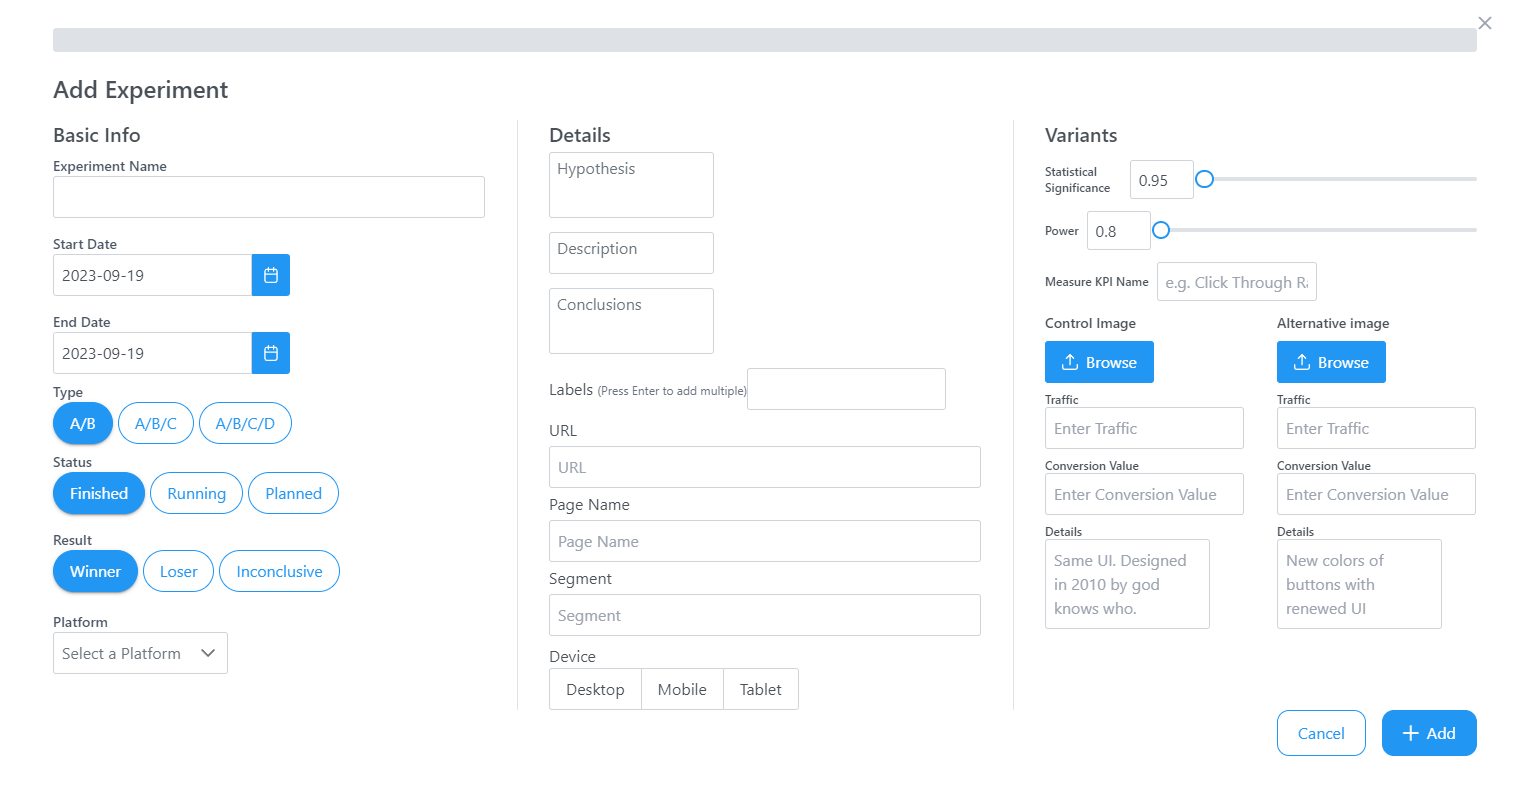 Add Experiment
Basic Info
Experiment Name
Start Date
2023-09-19
End Date
2023-09-19
Type
A/B
A/B/C
A/B/C/D
Status
Finished
Running
Planned
Result
Winner
Loser
Inconclusive
Platform
Select a Platform
Details
Hypothesis
Description
Conclusions
Labels (Press Enter to add multiple)
URL
URL
Page Name
Page Name
Segment
Segment
Device
Desktop
Mobile
Tablet
Variants
Statistical
Significance
0.95
Power
0.8
Measure KPI Name
e.g. Click Through Ra
Control Image
Browse
Traffic
Enter Traffic
Conversion Value
Enter Conversion Value
Details
Same UI. Designed
in 2010 by god
knows who.
Alternative image
Browse
Traffic
Enter Traffic
Conversion Value
Enter Conversion Value
Details
New colors of
buttons with
renewed UI
Cancel
Add